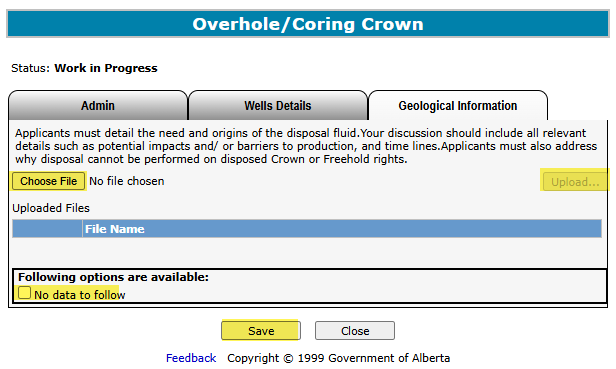 Overhole/Coring Crown
Status: Work in Progress
Admin
Wells Details
Geological Information
Applicants must detail the need and origins of the disposal fluid.Your discussion should include all relevant
details such as potential impacts and/ or barriers to production, and time lines.Applicants must also address
why disposal cannot be performed on disposed Crown or Freehold rights.
Choose File No file chosen
Upload...
Uploaded Files
File Name
Following options are available:
No data to follow
Save
Close
Feedback Copyright © 1999 Government of Alberta